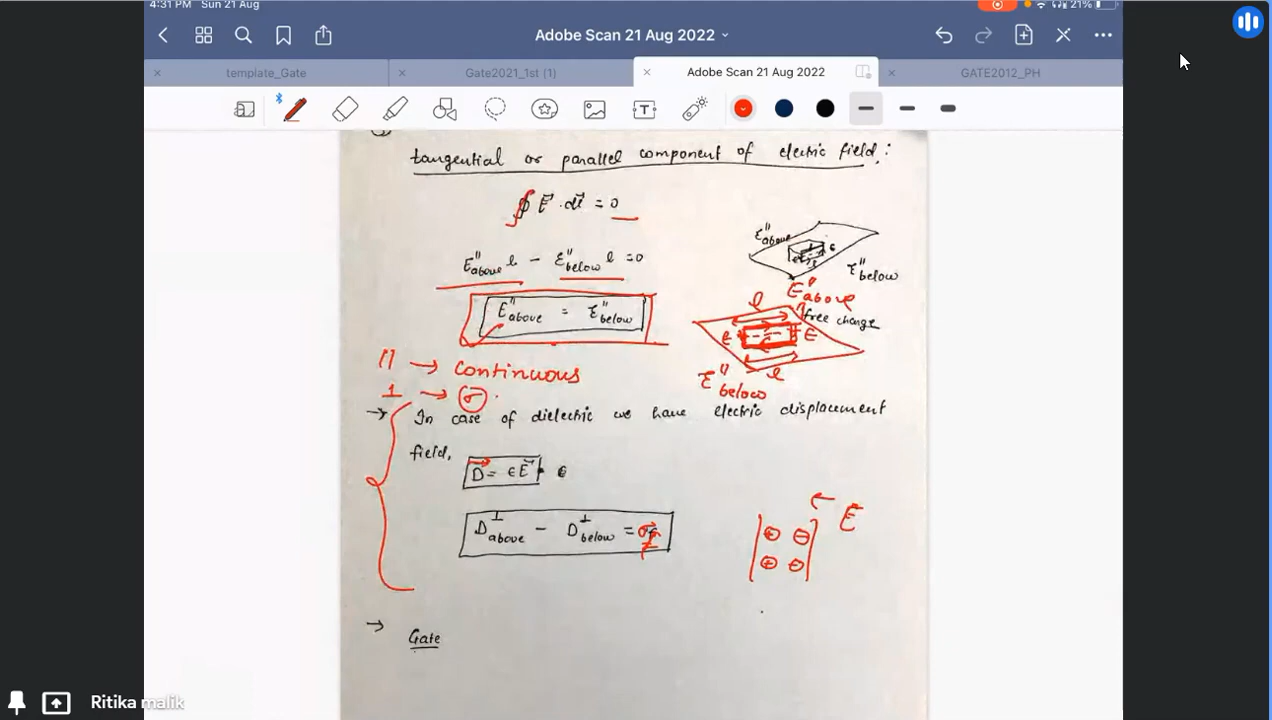 4:31 PM Sun 21 Aug
21%
Adobe Scan 21 Aug 2022
template_Gate
Gate2021_1st (1)
Adobe Scan 21 Aug 2022
GATE2012_PH
tangential or parallel component of electric field:
∮ E⃗ · dl⃗ = 0
E"above l - E"below l = 0
E"above
E"below
E"above = E"below
l
E"above
free charge
ε
ε
l
E"below
|| → Continuous
⊥ → σ
→ In case of dielectric we have electric displacement
field,
D⃗ = ϵE⃗
← E⃗
D⊥above - D⊥below = σf
+ -
+ -
→ Gate
Ritika malik